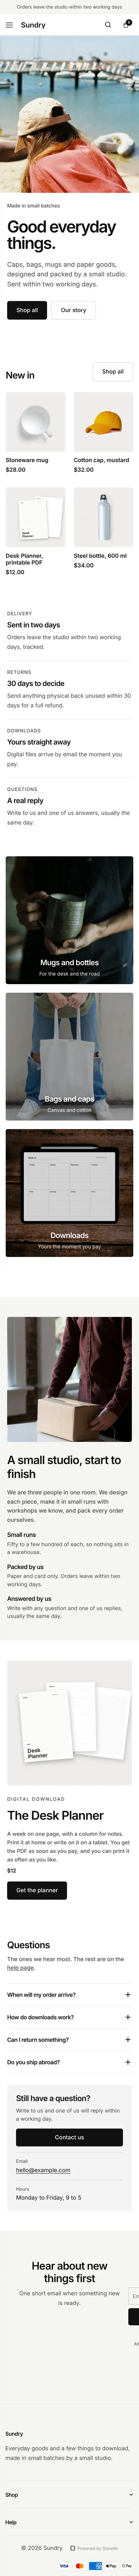 Orders leave the studio within two working days
Sundry
0
Made in small batches
Good everyday
things.
Caps, bags, mugs and paper goods,
designed and packed by a small studio.
Sent within two working days.
Shop all
Our story
New in
Shop all
Stoneware mug
$28.00
Cotton cap, mustard
$32.00
Desk
Planner
Desk Planner,
printable PDF
$12.00
Steel bottle, 600 ml
$34.00
DELIVERY
Sent in two days
Orders leave the studio within two working
days, tracked.
RETURNS
30 days to decide
Send anything physical back unused within 30
days for a full refund.
DOWNLOADS
Yours straight away
Digital files arrive by email the moment you
pay.
QUESTIONS
A real reply
Write to us and one of us answers, usually the
same day.
Mugs and bottles
For the desk and the road
Bags and caps
Canvas and cotton
Downloads
Yours the moment you pay
A small studio, start to
finish
We are three people in one room. We design
each piece, make it in small runs with
workshops we know, and pack every order
ourselves.
Small runs
Fifty to a few hundred of each, so nothing sits in
a warehouse.
Packed by us
Paper and card only. Orders leave within two
working days.
Answered by us
Write with any question and one of us replies,
usually the same day.
Desk
Planner
DIGITAL DOWNLOAD
The Desk Planner
A week on one page, with a column for notes.
Print it at home or write on it on a tablet. You get
the PDF as soon as you pay, and you can print it
as often as you like.
$12
Get the planner
Questions
The ones we hear most. The rest are on the
help page.
When will my order arrive?
How do downloads work?
Can I return something?
Do you ship abroad?
Still have a question?
Write to us and one of us will reply within
a working day.
Contact us
Email
hello@example.com
Hours
Monday to Friday, 9 to 5
Hear about new
things first
One short email when something new
is ready.
Sundry
Everyday goods and a few things to download,
made in small batches by a small studio.
Shop
Help
© 2026 Sundry
VISA
Pay
G Pay